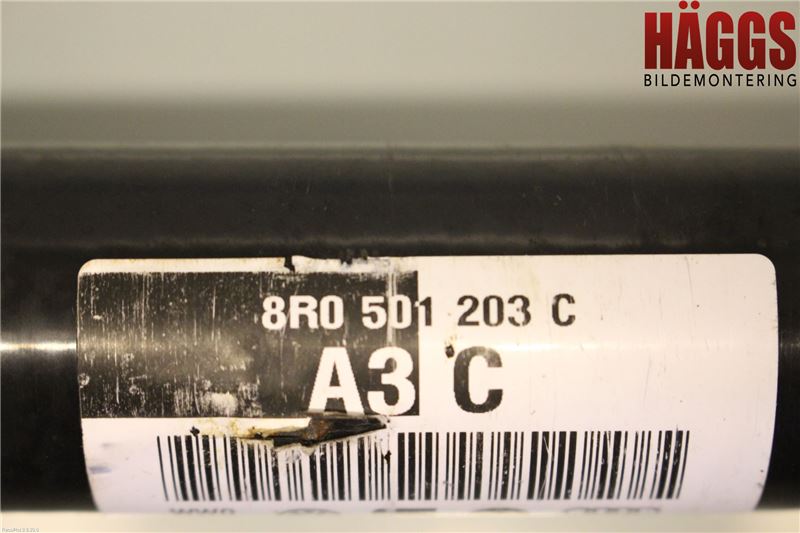 HÄGGS
BILDEMONTERING
8R0 501 203 C
A3 C